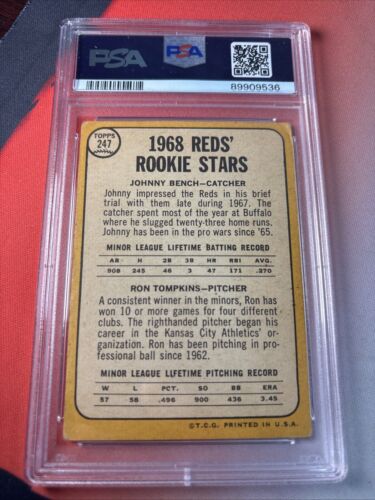 PSA
PSA
89909536
TOPPS
247
1968 REDS'
ROOKIE STARS
JOHNNY BENCH—CATCHER
Johnny impressed the Reds in his brief
trial with them late during 1967. The
catcher spent most of the year at Buffalo
where he slugged twenty-three home runs.
Johnny has been in the pro wars since '65.
MINOR LEAGUE LIFETIME BATTING RECORD
AB H 2B 3B HR RBI AVG.
908 245 46 3 47 171 .270
RON TOMPKINS—PITCHER
A consistent winner in the minors, Ron has
won 10 or more games for four different
clubs. The righthanded pitcher began his
career in the Kansas City Athletics' or-
ganization. Ron has been pitching in pro-
fessional ball since 1962.
MINOR LEAGUE LIFETIME PITCHING RECORD
W L PCT. SO BB ERA
57 58 .496 900 436 3.45
©T.C.G. PRINTED IN U.S.A.